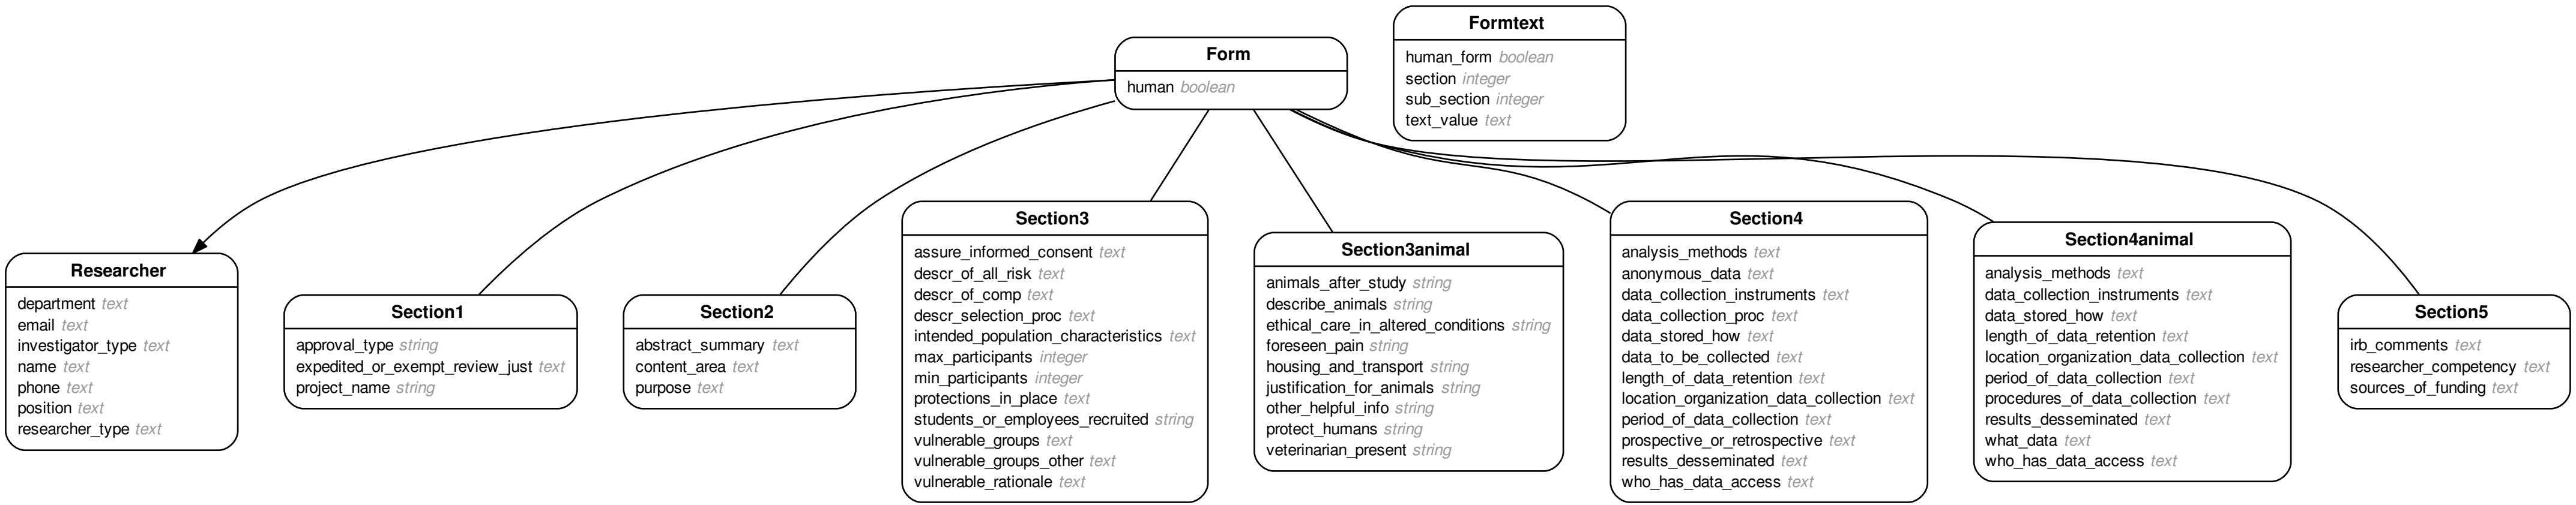 Formtext
human_form boolean
section integer
sub_section integer
text_value text
Form
human boolean
Researcher
department text
email text
investigator_type text
name text
phone text
position text
researcher_type text
Section1
approval_type string
expedited_or_exempt_review_just text
project_name string
Section2
abstract_summary text
content_area text
purpose text
Section3
assure_informed_consent text
descr_of_all_risk text
descr_of_comp text
descr_selection_proc text
intended_population_characteristics text
max_participants integer
min_participants integer
protections_in_place text
students_or_employees_recruited string
vulnerable_groups text
vulnerable_groups_other text
vulnerable_rationale text
Section3animal
animals_after_study string
describe_animals string
ethical_care_in_altered_conditions string
foreseen_pain string
housing_and_transport string
justification_for_animals string
other_helpful_info string
protect_humans string
veterinarian_present string
Section4
analysis_methods text
anonymous_data text
data_collection_instruments text
data_collection_proc text
data_stored_how text
data_to_be_collected text
length_of_data_retention text
location_organization_data_collection text
period_of_data_collection text
prospective_or_retrospective text
results_desseminated text
who_has_data_access text
Section4animal
analysis_methods text
data_collection_instruments text
data_stored_how text
length_of_data_retention text
location_organization_data_collection text
period_of_data_collection text
procedures_of_data_collection text
results_desseminated text
what_data text
who_has_data_access text
Section5
irb_comments text
researcher_competency text
sources_of_funding text